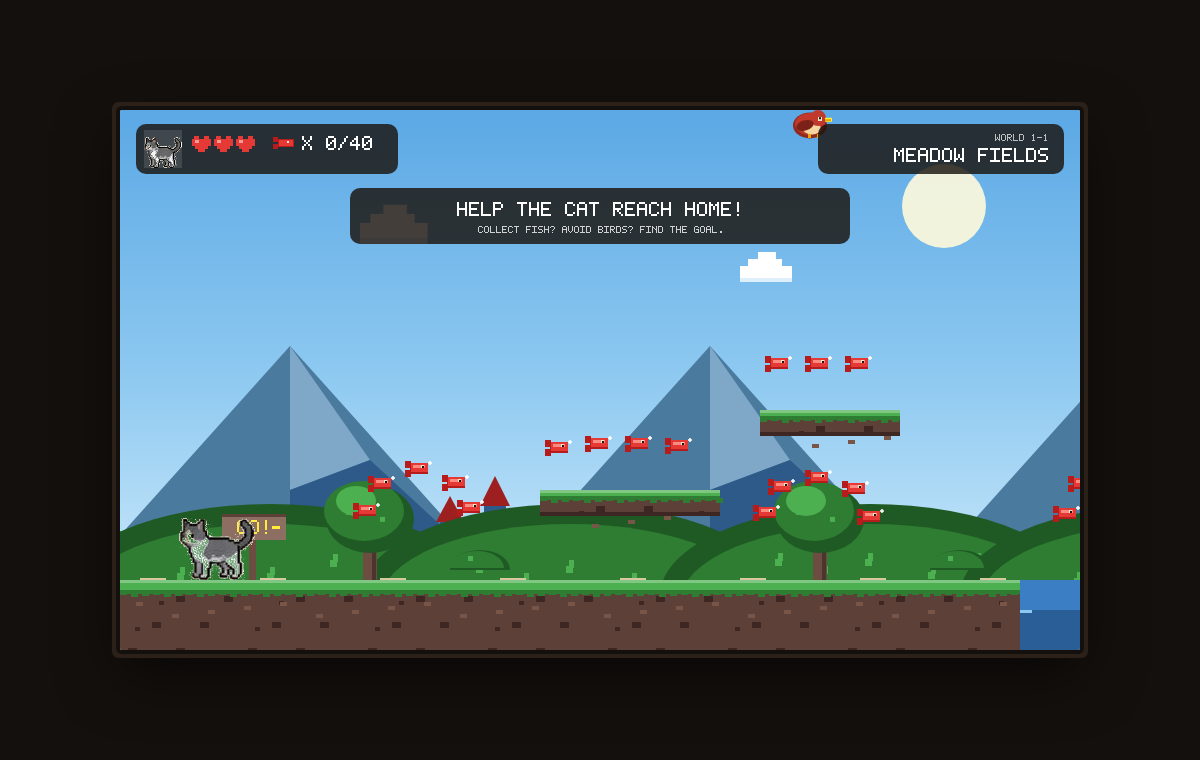 X 0/40
WORLD 1-1
MEADOW FIELDS
HELP THE CAT REACH HOME!
COLLECT FISH? AVOID BIRDS? FIND THE GOAL.